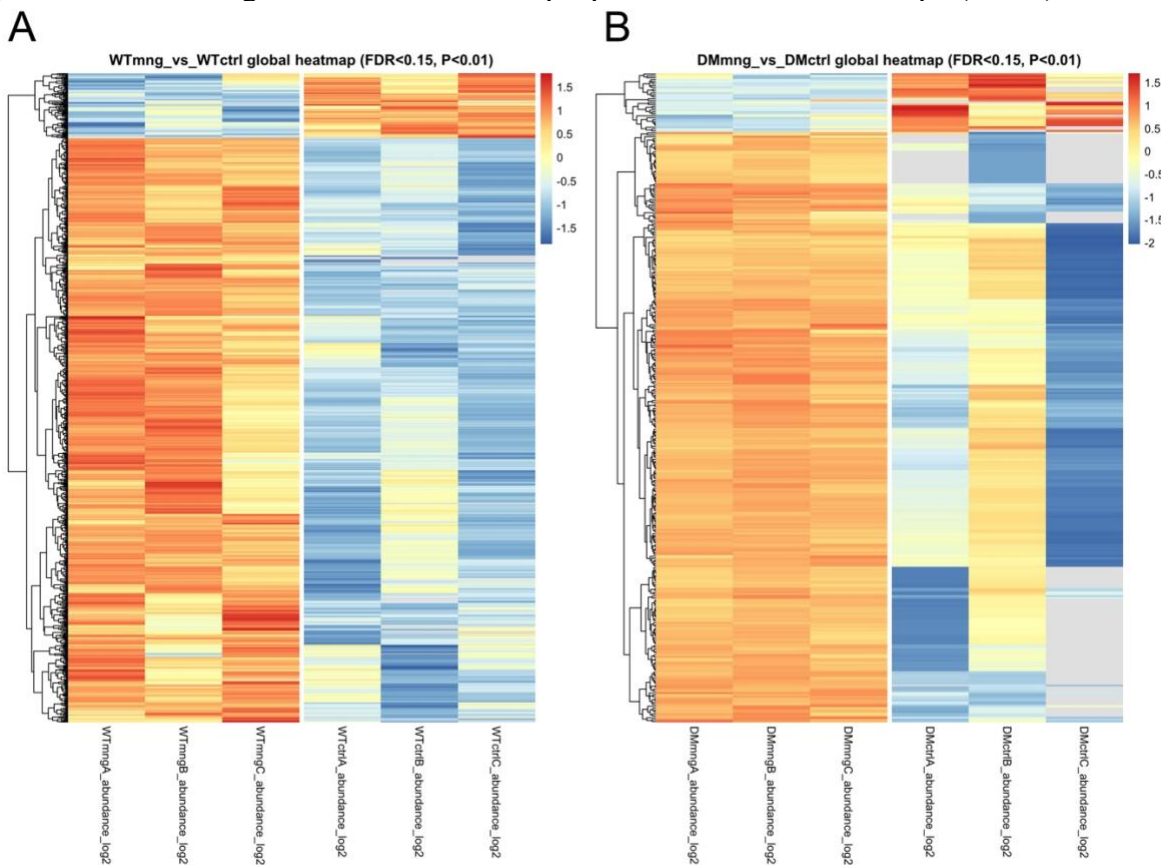 A
B
WTmng_vs_WTctrl global heatmap (FDR<0.15, P<0.01)
DMmng_vs_DMctrl global heatmap (FDR<0.15, P<0.01)
1.5
1
0.5
0
-0.5
-1
-1.5
1.5
1
0.5
0
-0.5
-1
-1.5
-2
WTmngA_abundance_log2
WTmngB_abundance_log2
WTmngC_abundance_log2
WTctrlA_abundance_log2
WTctrlB_abundance_log2
WTctrlC_abundance_log2
DMmngA_abundance_log2
DMmngB_abundance_log2
DMmngC_abundance_log2
DMctrlA_abundance_log2
DMctrlB_abundance_log2
DMctrlC_abundance_log2